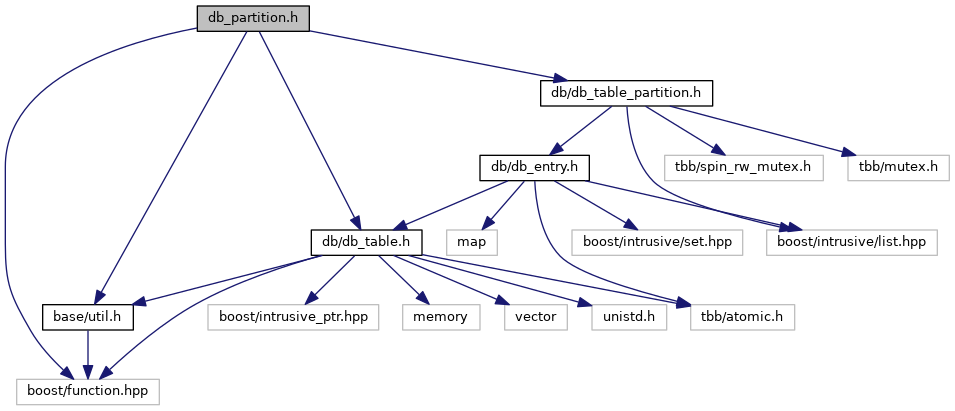 db_partition.h
db/db_table_partition.h
db/db_entry.h
tbb/spin_rw_mutex.h
tbb/mutex.h
db/db_table.h
map
boost/intrusive/set.hpp
boost/intrusive/list.hpp
base/util.h
boost/intrusive_ptr.hpp
memory
vector
unistd.h
tbb/atomic.h
boost/function.hpp